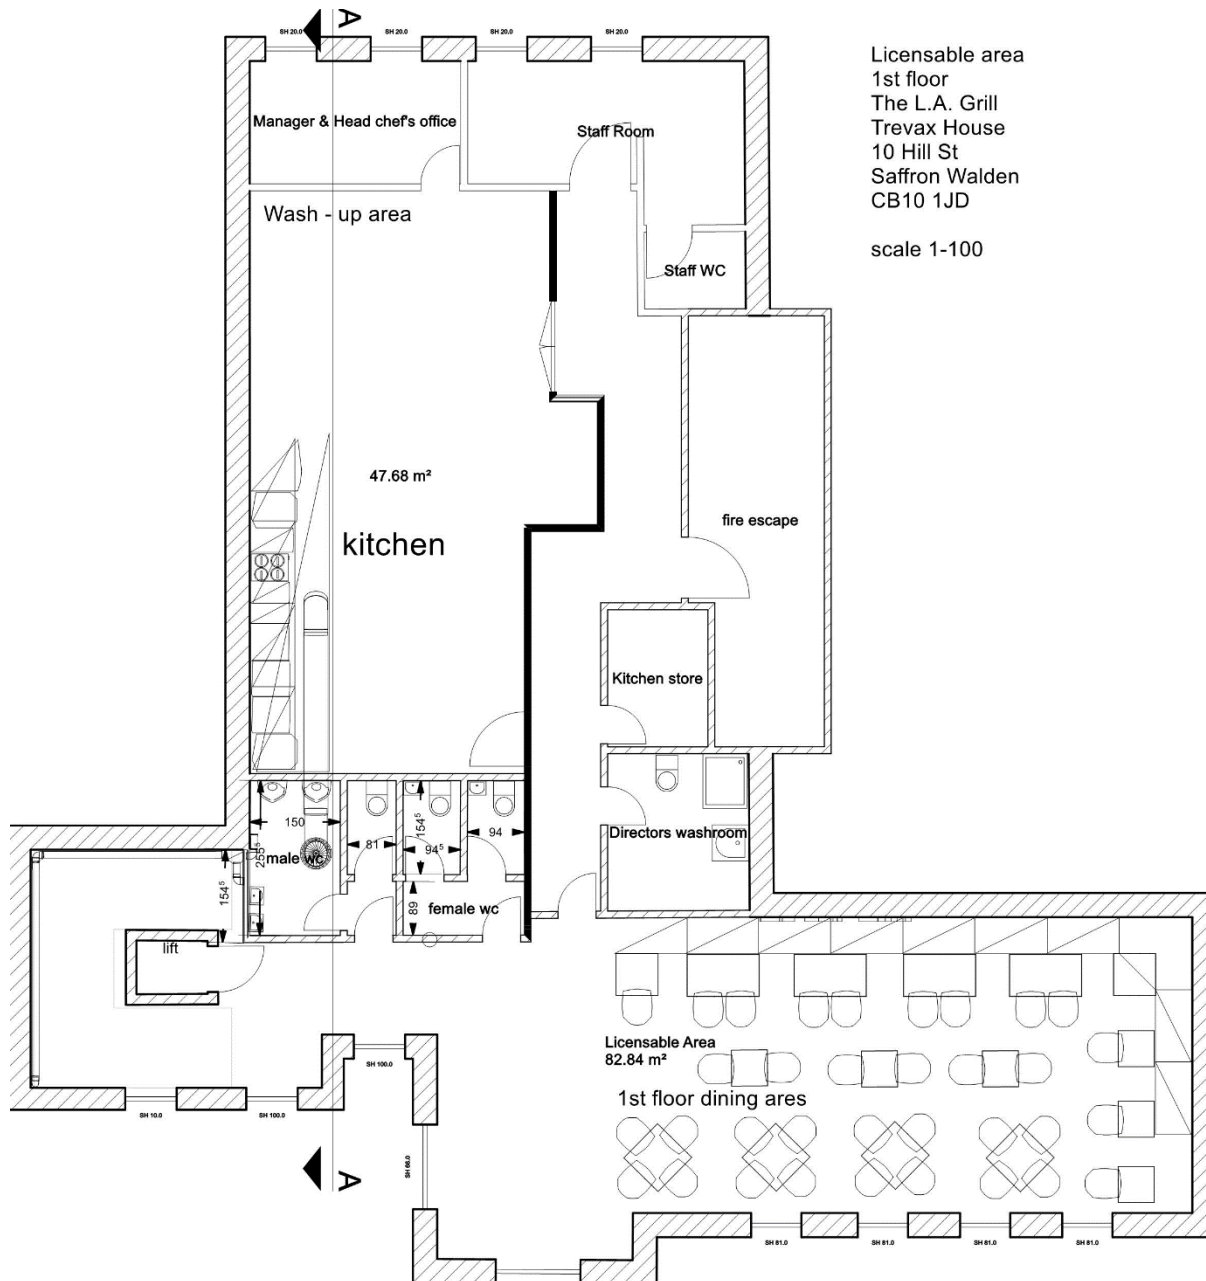 A
SH 20.0
SH 20.0
SH 20.0
SH 20.0
Licensable area
1st floor
The L.A. Grill
Trevax House
10 Hill St
Saffron Walden
CB10 1JD
scale 1-100
Manager & Head chef's office
Staff Room
Wash - up area
Staff WC
47.68 m²
kitchen
fire escape
Kitchen store
150
81
154⁵
94⁵
94
255⁵
male wc
Directors washroom
154⁵
89
female wc
lift
Licensable Area
82.84 m²
SH 100.0
1st floor dining ares
SH 10.0
SH 100.0
SH 66.0
A
SH 81.0
SH 81.0
SH 81.0
SH 81.0